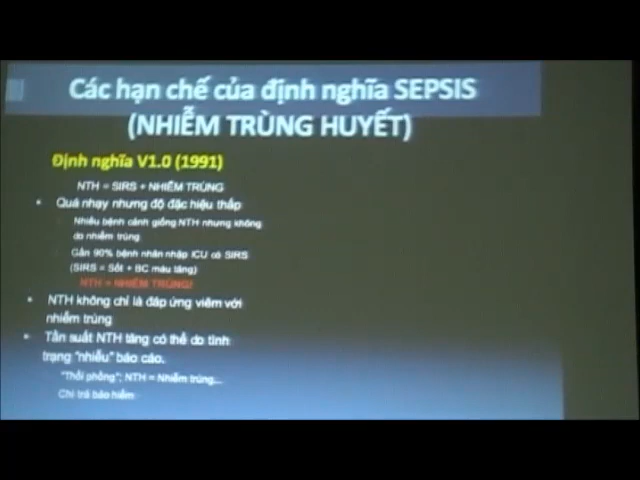 Các hạn chế của định nghĩa SEPSIS
(NHIỄM TRÙNG HUYẾT)
Định nghĩa V1.0 (1991)
NTH = SIRS + NHIỄM TRÙNG
• Quá nhạy nhưng độ đặc hiệu thấp
Nhiều bệnh cảnh giống NTH nhưng không
do nhiễm trùng
Gần 90% bệnh nhân nhập ICU có SIRS
(SIRS = Sốt + BC máu tăng)
NTH = NHIỄM TRÙNG!
• NTH không chỉ là đáp ứng viêm với
nhiễm trùng
• Tần suất NTH tăng có thể do tình
trạng "nhiễu" báo cáo.
"Thổi phồng"; NTH = Nhiễm trùng...
Chi trả bảo hiểm